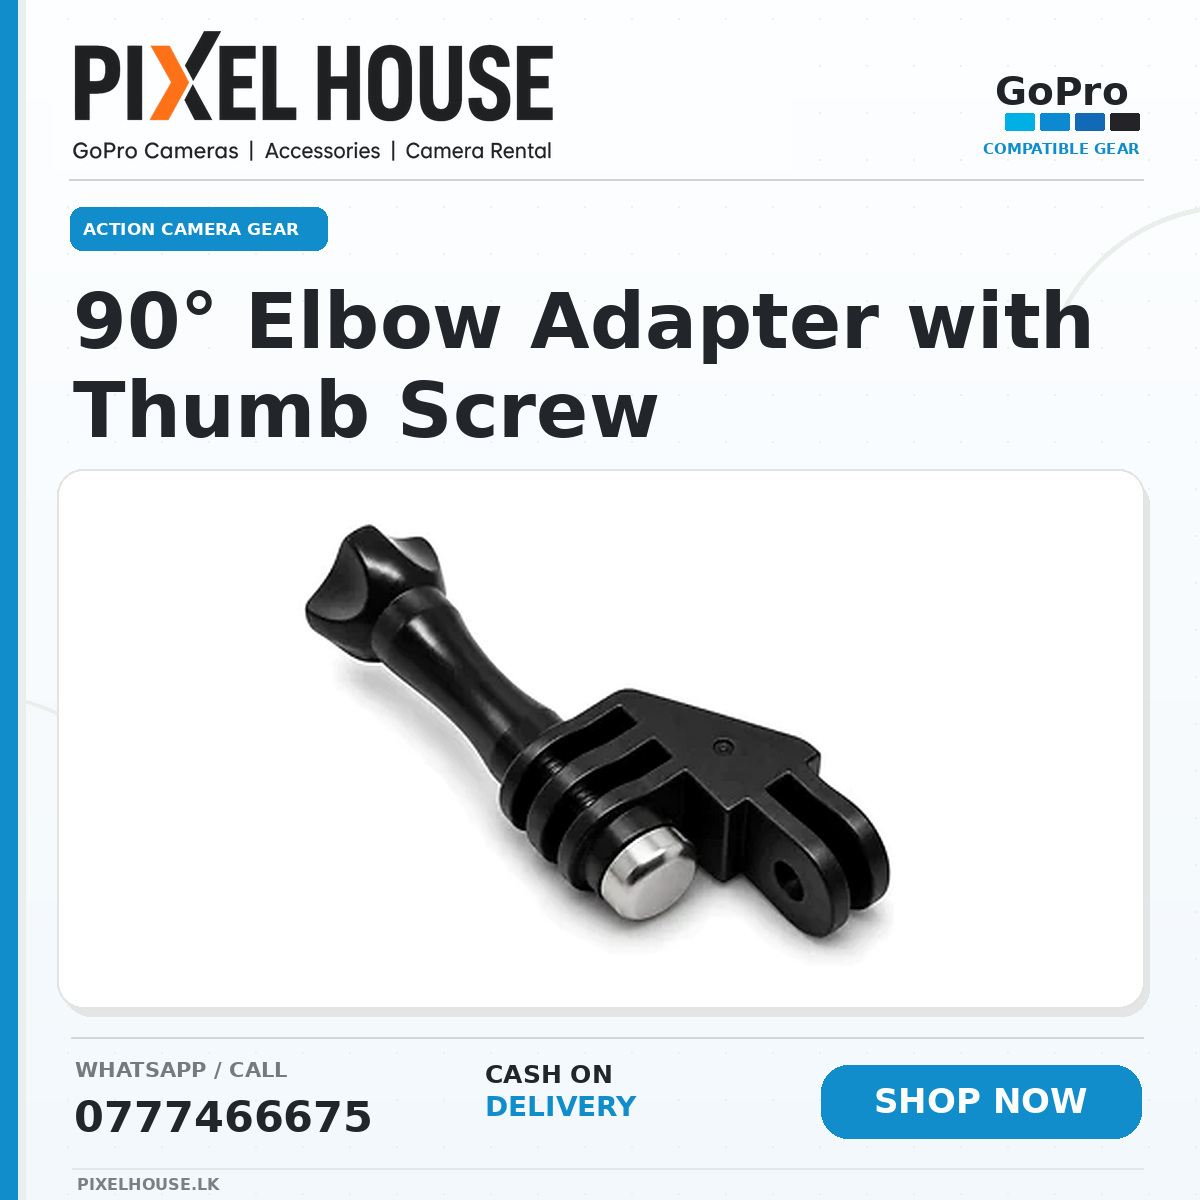 PIXEL HOUSE
GoPro Cameras | Accessories | Camera Rental
GoPro
COMPATIBLE GEAR
ACTION CAMERA GEAR
90° Elbow Adapter with
Thumb Screw
WHATSAPP / CALL
0777466675
CASH ON
DELIVERY
SHOP NOW
PIXELHOUSE.LK